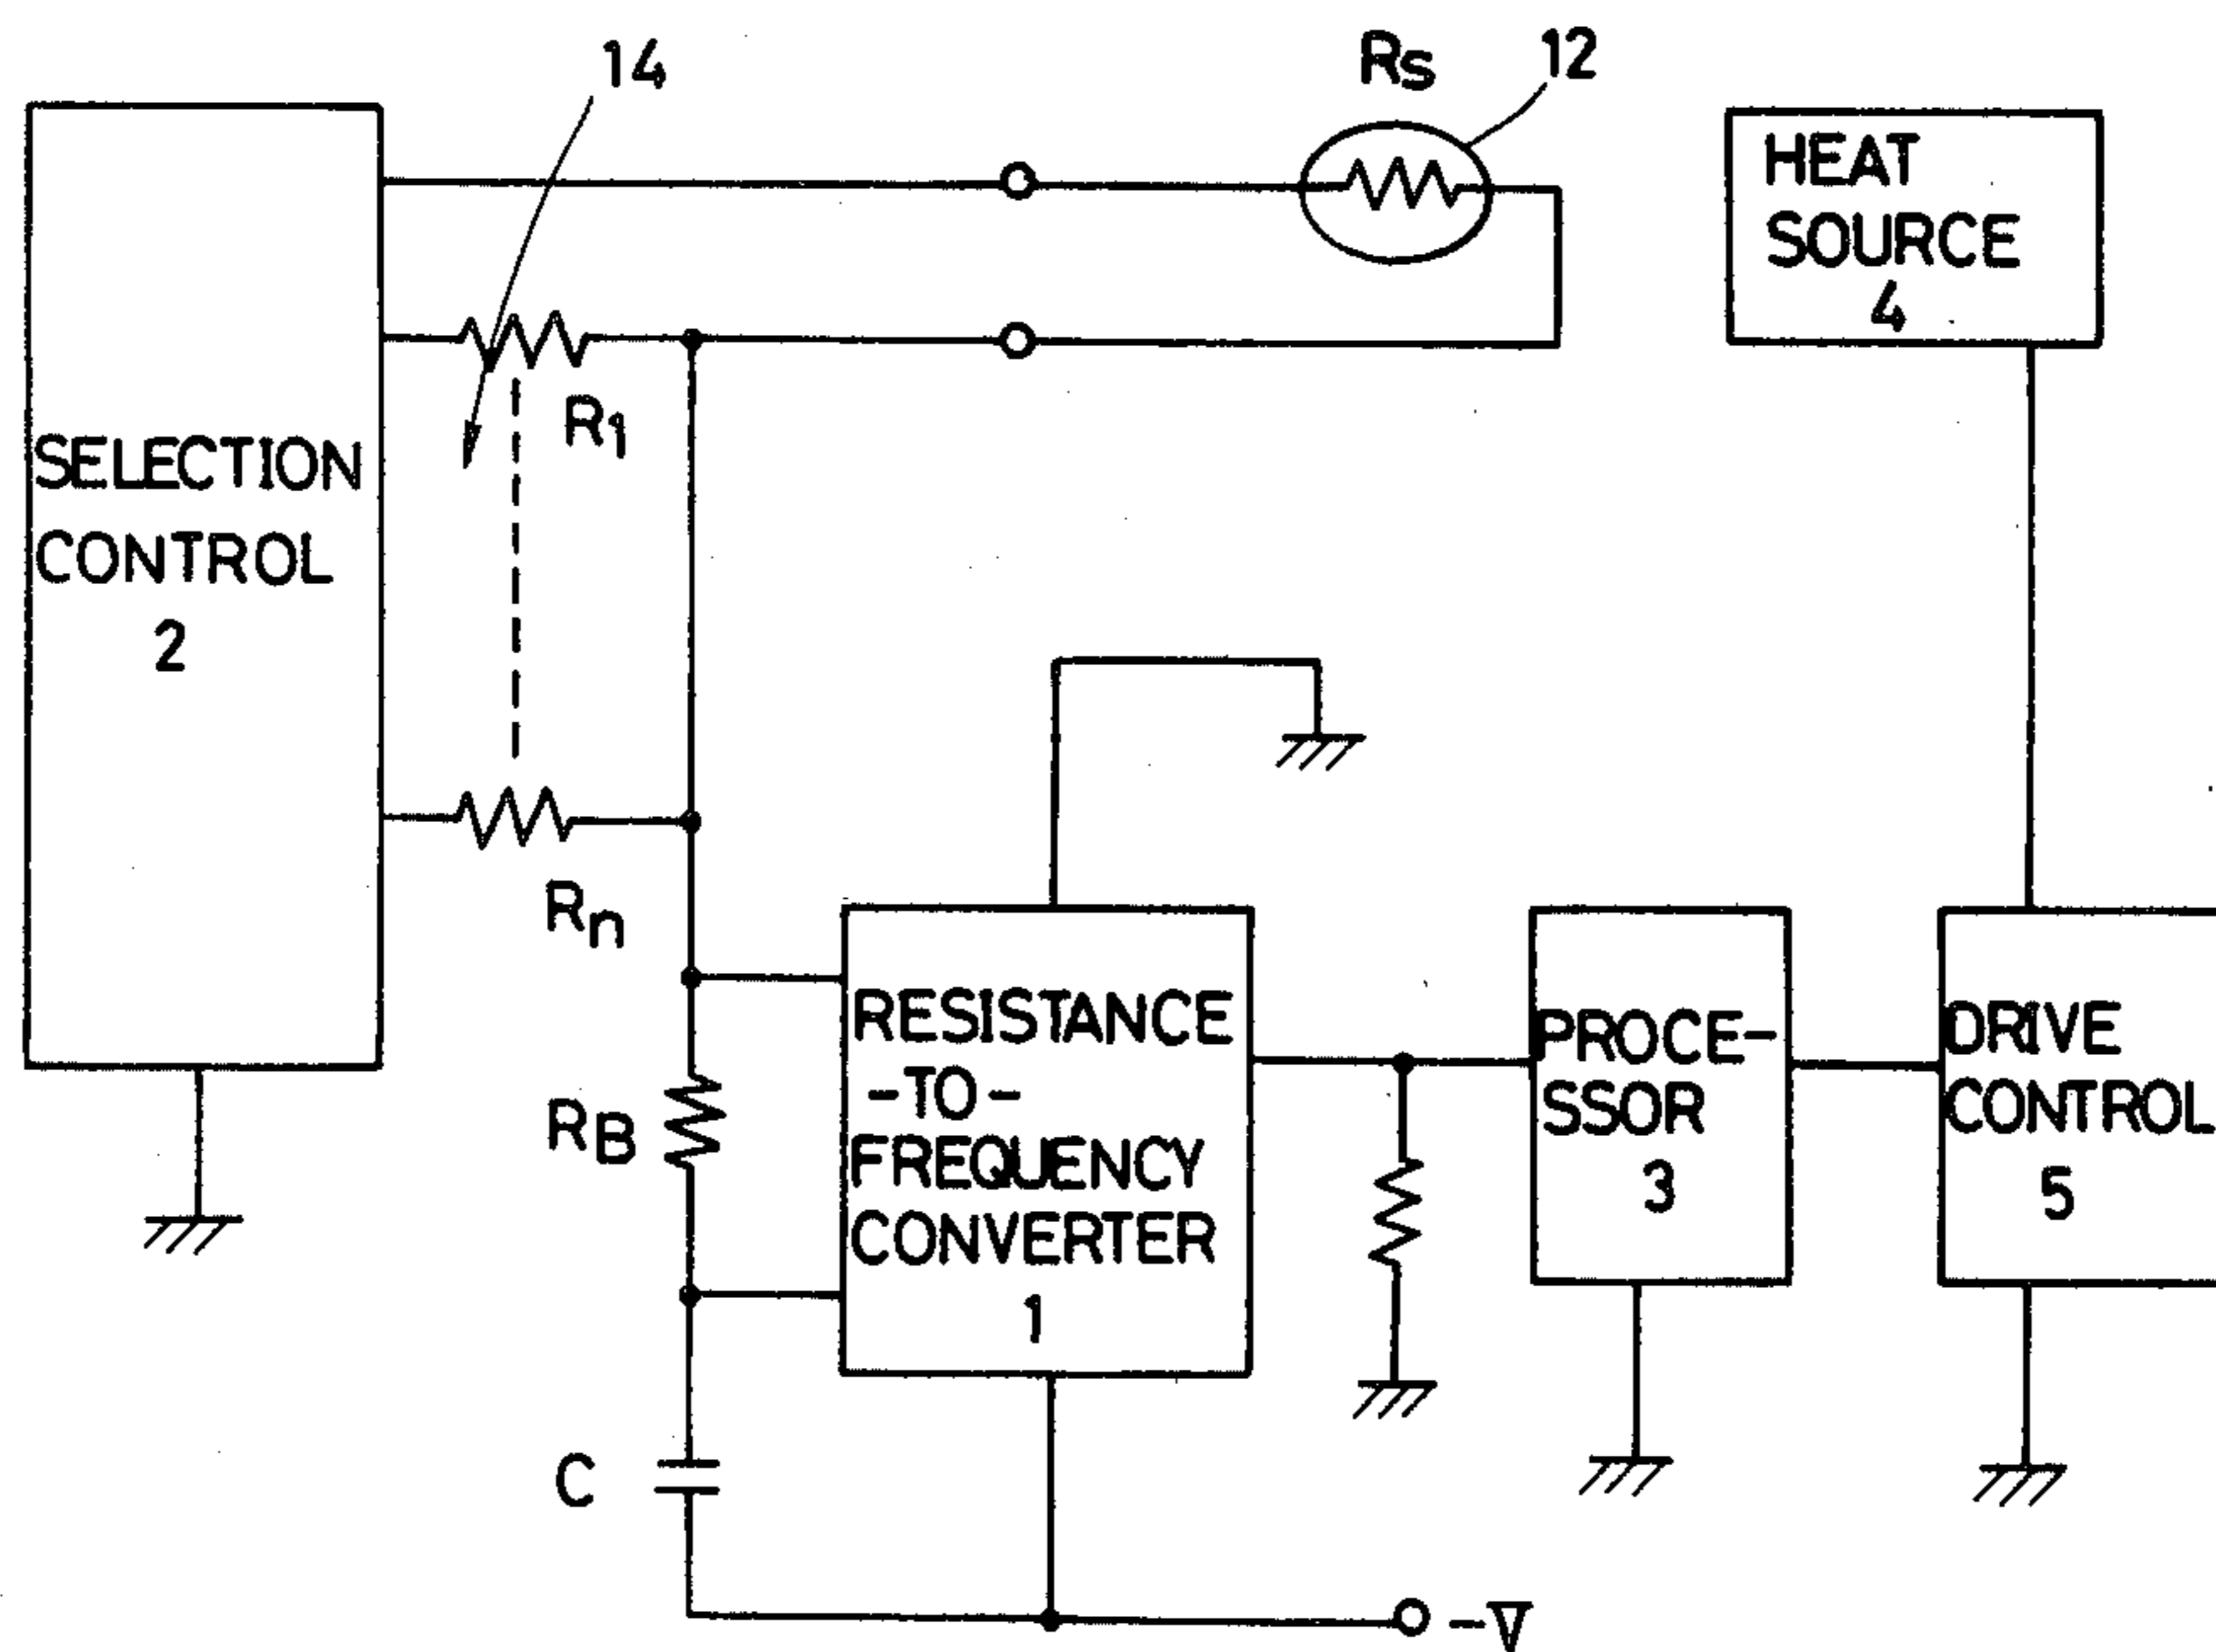 14
Rs
12
HEAT
SOURCE
4
R1
SELECTION
CONTROL
2
Rn
RESISTANCE
-TO-
FREQUENCY
CONVERTER
1
PROCE-
SSOR
3
DRIVE
CONTROL
5
RB
C
-V